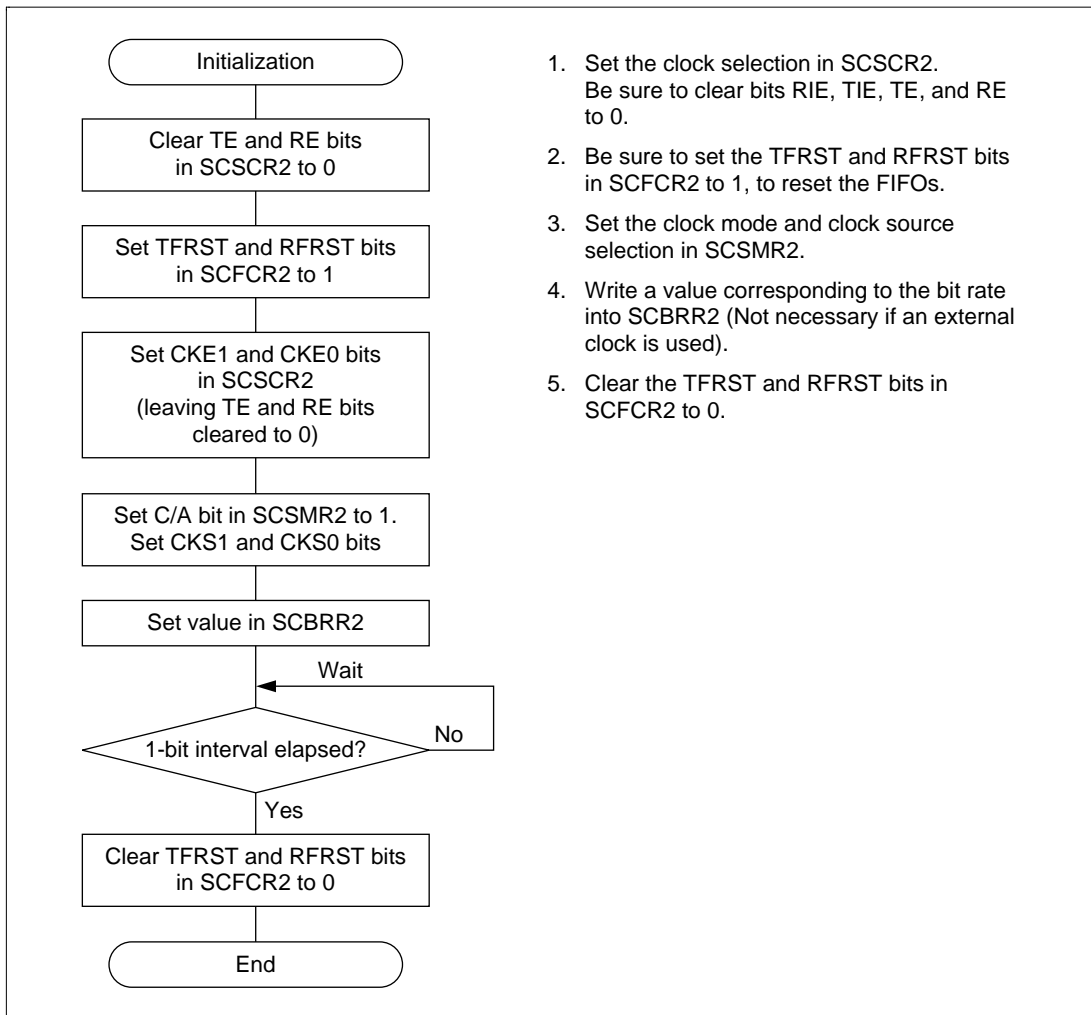 Initialization
Clear TE and RE bits
in SCSCR2 to 0
Set TFRST and RFRST bits
in SCFCR2 to 1
Set CKE1 and CKE0 bits
in SCSCR2
(leaving TE and RE bits
cleared to 0)
Set C/A bit in SCSMR2 to 1.
Set CKS1 and CKS0 bits
Set value in SCBRR2
Wait
1-bit interval elapsed?
No
Yes
Clear TFRST and RFRST bits
in SCFCR2 to 0
End
1. Set the clock selection in SCSCR2.
Be sure to clear bits RIE, TIE, TE, and RE
to 0.
2. Be sure to set the TFRST and RFRST bits
in SCFCR2 to 1, to reset the FIFOs.
3. Set the clock mode and clock source
selection in SCSMR2.
4. Write a value corresponding to the bit rate
into SCBRR2 (Not necessary if an external
clock is used).
5. Clear the TFRST and RFRST bits in
SCFCR2 to 0.